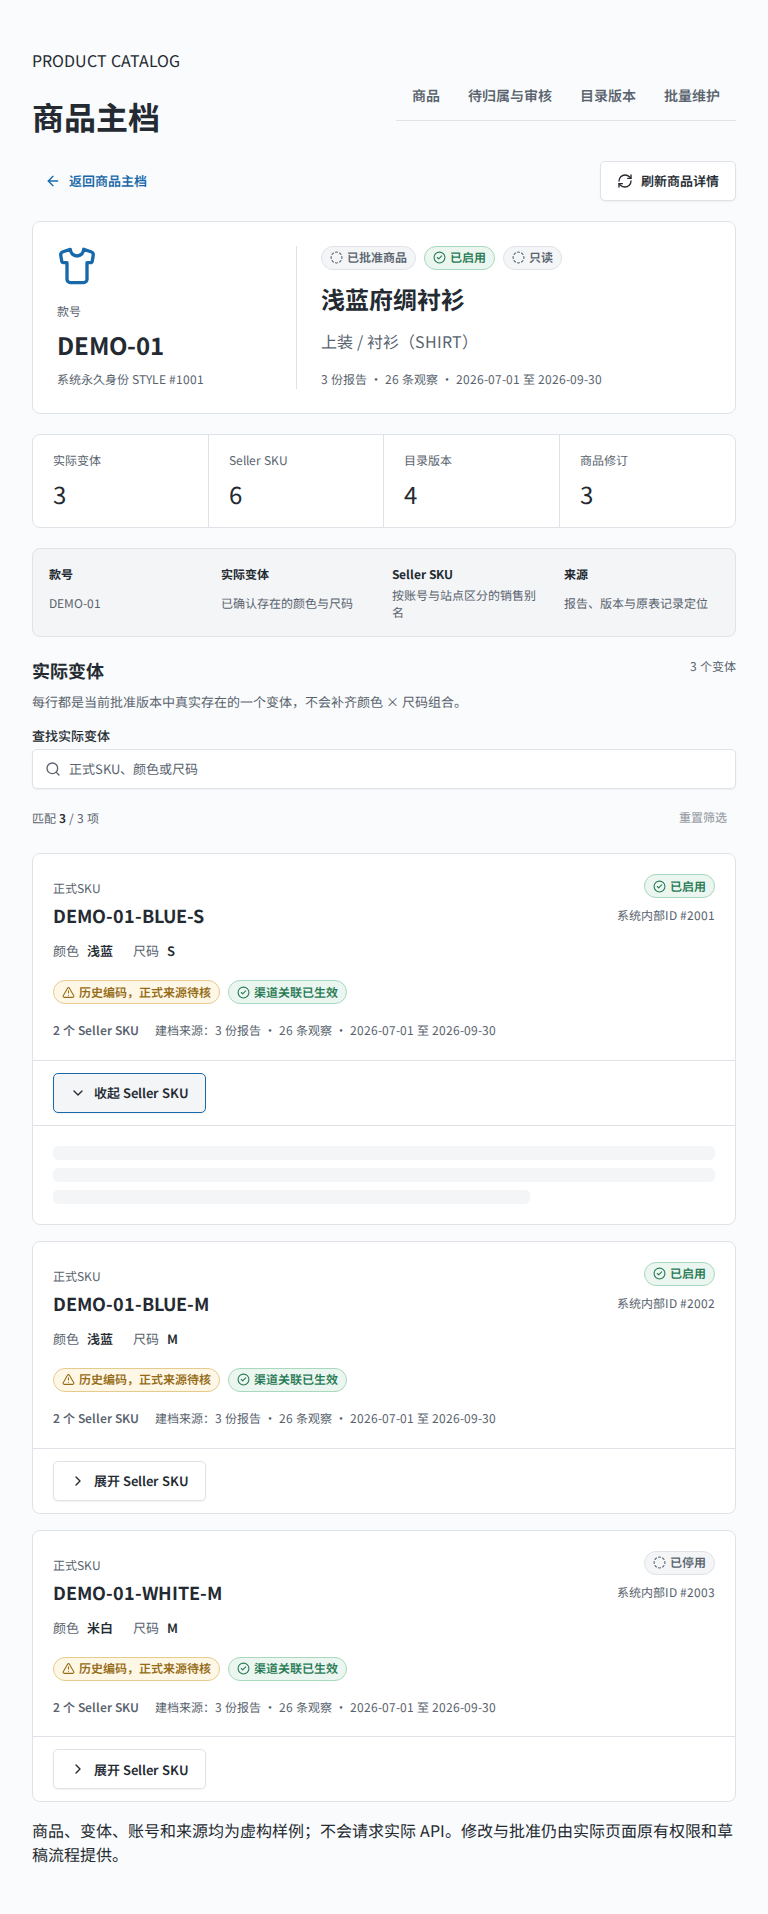 PRODUCT CATALOG
商品主档
商品 待归属与审核 目录版本 批量维护
返回商品主档
刷新商品详情
款号
DEMO-01
系统永久身份 STYLE #1001
已批准商品 已启用 只读
浅蓝府绸衬衫
上装 / 衬衫（SHIRT）
3 份报告 · 26 条观察 · 2026-07-01 至 2026-09-30
实际变体
3
Seller SKU
6
目录版本
4
商品修订
3
款号
DEMO-01
实际变体
已确认存在的颜色与尺码
Seller SKU
按账号与站点区分的销售别
名
来源
报告、版本与原表记录定位
实际变体
3 个变体
每行都是当前批准版本中真实存在的一个变体，不会补齐颜色 × 尺码组合。
查找实际变体
正式SKU、颜色或尺码
匹配 3 / 3 项
重置筛选
正式SKU
已启用
DEMO-01-BLUE-S
系统内部ID #2001
颜色 浅蓝 尺码 S
历史编码，正式来源待核 渠道关联已生效
2 个 Seller SKU 建档来源：3 份报告 · 26 条观察 · 2026-07-01 至 2026-09-30
收起 Seller SKU
正式SKU
已启用
DEMO-01-BLUE-M
系统内部ID #2002
颜色 浅蓝 尺码 M
历史编码，正式来源待核 渠道关联已生效
2 个 Seller SKU 建档来源：3 份报告 · 26 条观察 · 2026-07-01 至 2026-09-30
展开 Seller SKU
正式SKU
已停用
DEMO-01-WHITE-M
系统内部ID #2003
颜色 米白 尺码 M
历史编码，正式来源待核 渠道关联已生效
2 个 Seller SKU 建档来源：3 份报告 · 26 条观察 · 2026-07-01 至 2026-09-30
展开 Seller SKU
商品、变体、账号和来源均为虚构样例；不会请求实际 API。修改与批准仍由实际页面原有权限和草
稿流程提供。